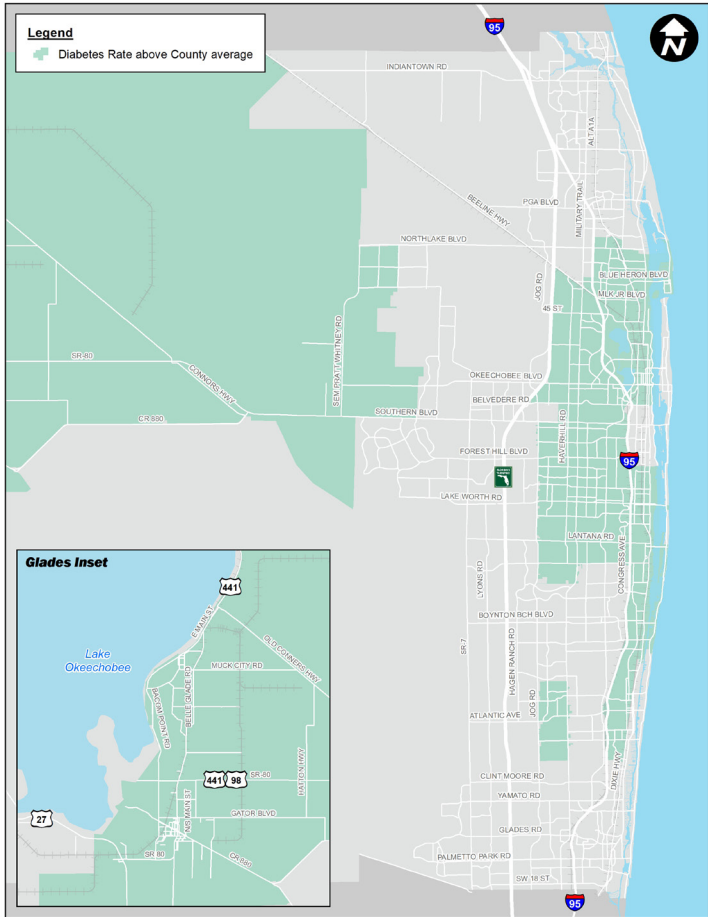 Legend
Diabetes Rate above County average
95
N
INDIANTOWN RD
ALT A1A
MILITARY TRAIL
BEELINE HWY
PGA BLVD
NORTHLAKE BLVD
BLUE HERON BLVD
MLK JR BLVD
JOG RD
45 ST
SEM PRATT WHITNEY RD
SR-80
CONNORS HWY
OKEECHOBEE BLVD
BELVEDERE RD
SOUTHERN BLVD
CR 880
HAVERHILL RD
FOREST HILL BLVD
95
LAKE WORTH RD
LANTANA RD
CONGRESS AVE
LYONS RD
BOYNTON BCH BLVD
SR-7
HAGEN RANCH RD
JOG RD
ATLANTIC AVE
DIXIE HWY
CLINT MOORE RD
YAMATO RD
GLADES RD
PALMETTO PARK RD
SW 18 ST
95
Glades Inset
441
E MAIN ST
Lake
Okeechobee
OLD CONNERS HWY
MUCK CITY RD
BELLE GLADE RD
BACOM POINT RD
HATTON HWY
441
98
SR-80
N/S MAIN ST
GATOR BLVD
27
SR 80
CR 880